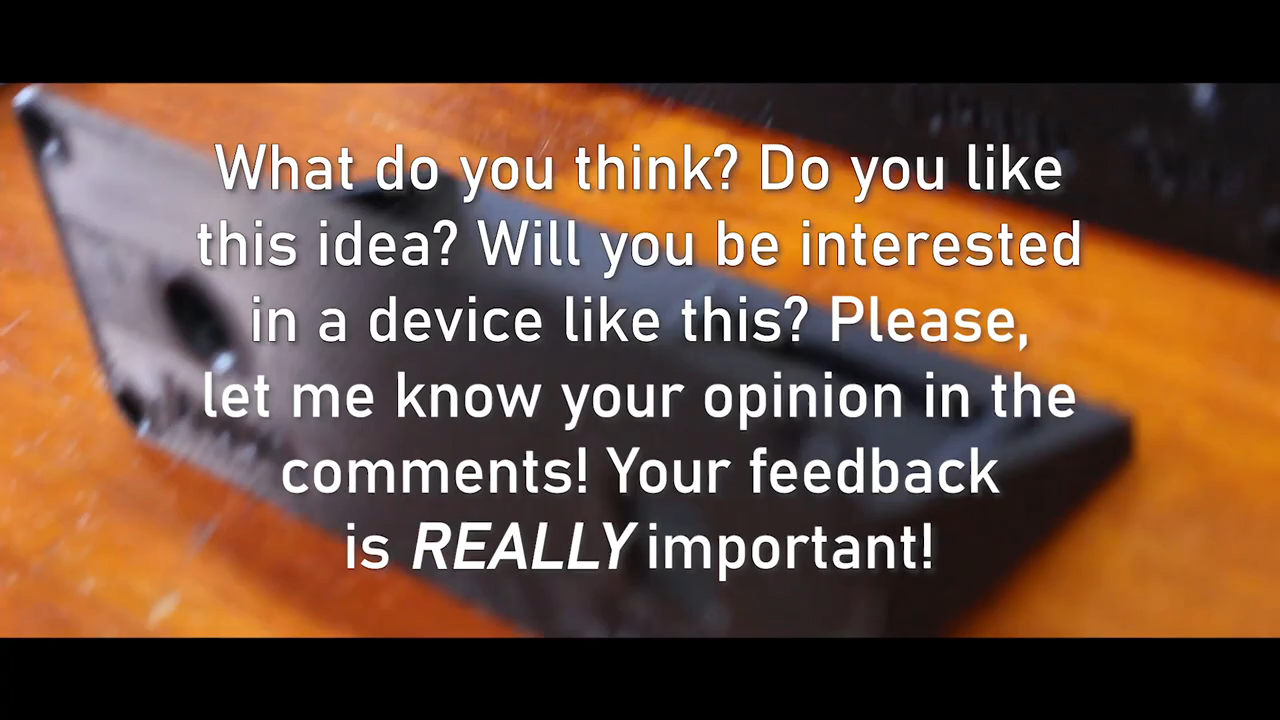 What do you think? Do you like
this idea? Will you be interested
in a device like this? Please,
let me know your opinion in the
comments! Your feedback
is REALLY important!